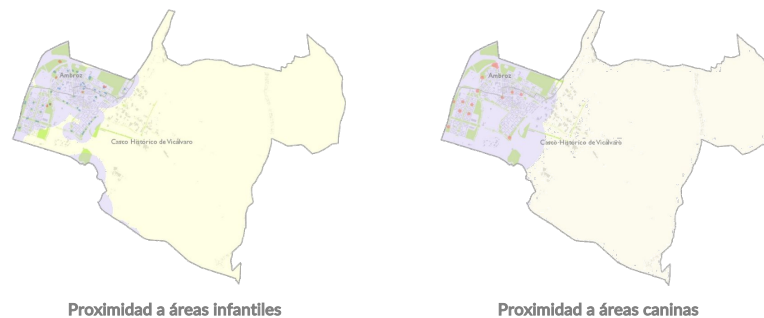 Ambroz
Casco Histórico de Vicálvaro
Ambroz
Casco Histórico de Vicálvaro
Proximidad a áreas infantiles
Proximidad a áreas caninas